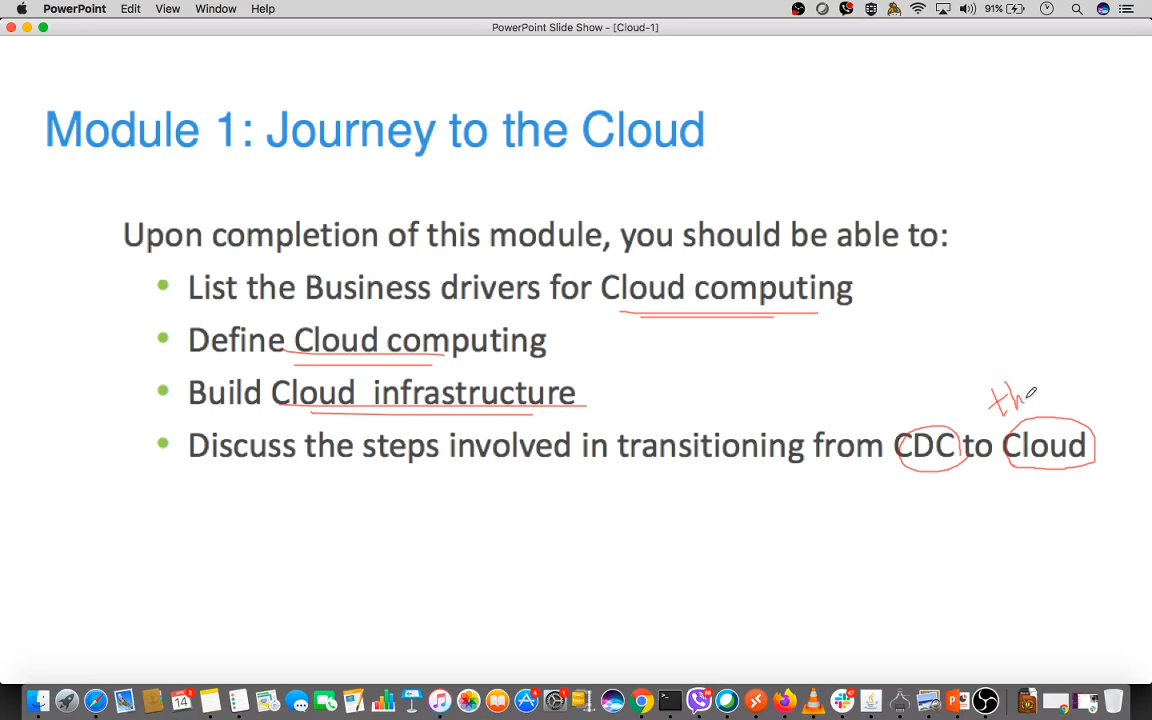 PowerPoint Edit View Window Help 91%
PowerPoint Slide Show - [Cloud-1]
Module 1: Journey to the Cloud
Upon completion of this module, you should be able to:
• List the Business drivers for Cloud computing
• Define Cloud computing
• Build Cloud infrastructure
th
• Discuss the steps involved in transitioning from CDC to Cloud